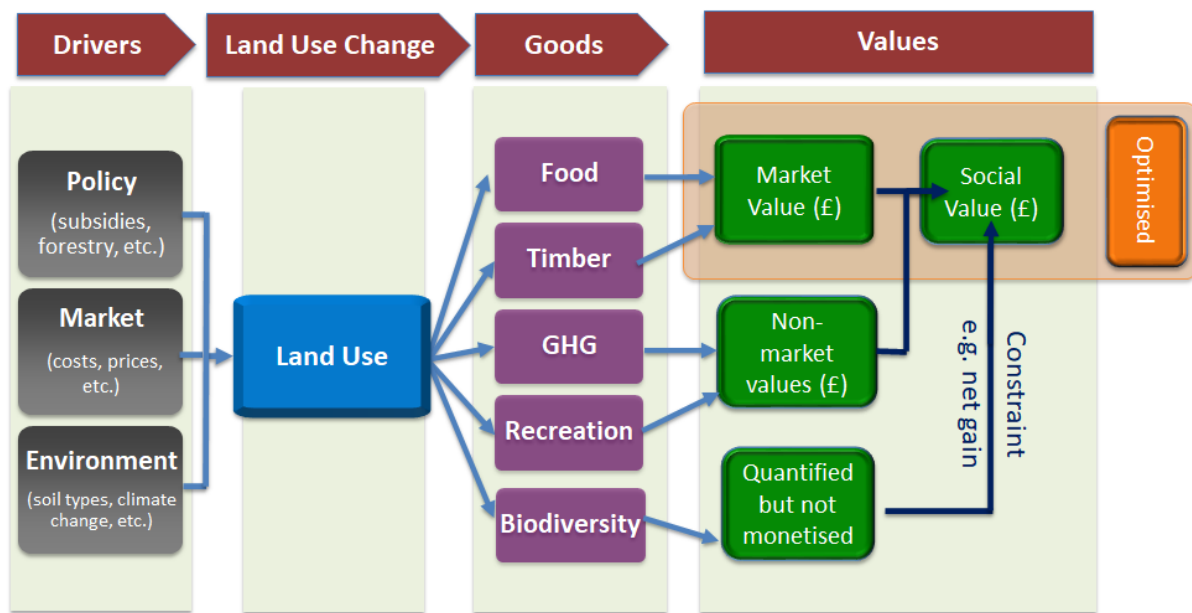 Drivers
Land Use Change
Goods
Values
Policy
(subsidies,
forestry, etc.)
Market
(costs, prices,
etc.)
Environment
(soil types, climate
change, etc.)
Land Use
Food
Timber
GHG
Recreation
Biodiversity
Market
Value (£)
Non-
market
values (£)
Quantified
but not
monetised
Social
Value (£)
Constraint
e.g. net gain
Optimised